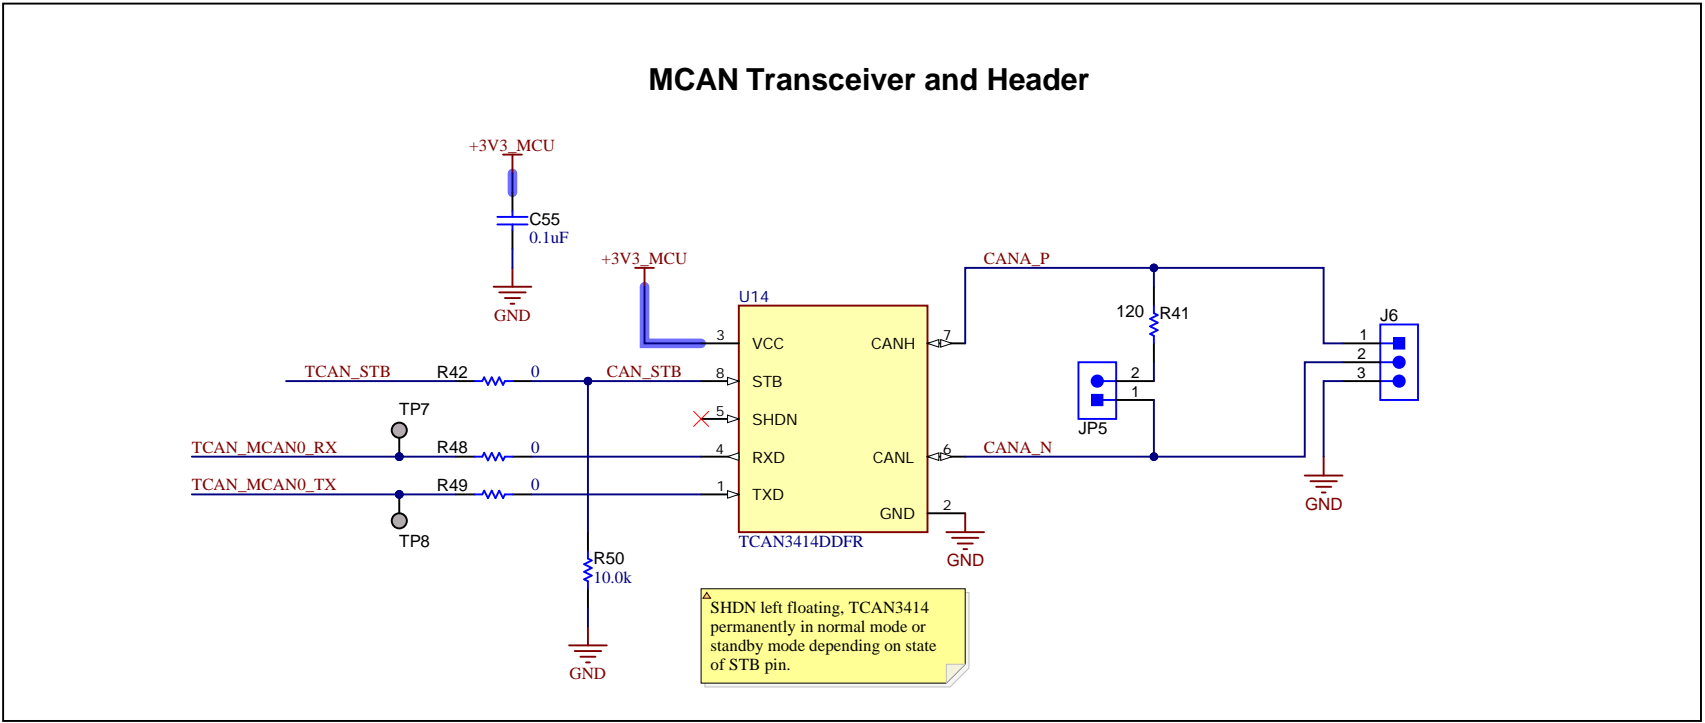 MCAN Transceiver and Header
+3V3_MCU
C55
0.1uF
GND
+3V3_MCU
U14
3 VCC
8 STB
5 SHDN
4 RXD
1 TXD
CANH 7
CANL 6
GND 2
TCAN3414DDFR
GND
TCAN_STB R42 0 CAN_STB
TP7
TCAN_MCAN0_RX R48 0
TCAN_MCAN0_TX R49 0
TP8
R50
10.0k
GND
CANA_P
120 R41
2
1
JP5
CANA_N
J6
1
2
3
GND
SHDN left floating, TCAN3414
permanently in normal mode or
standby mode depending on state
of STB pin.